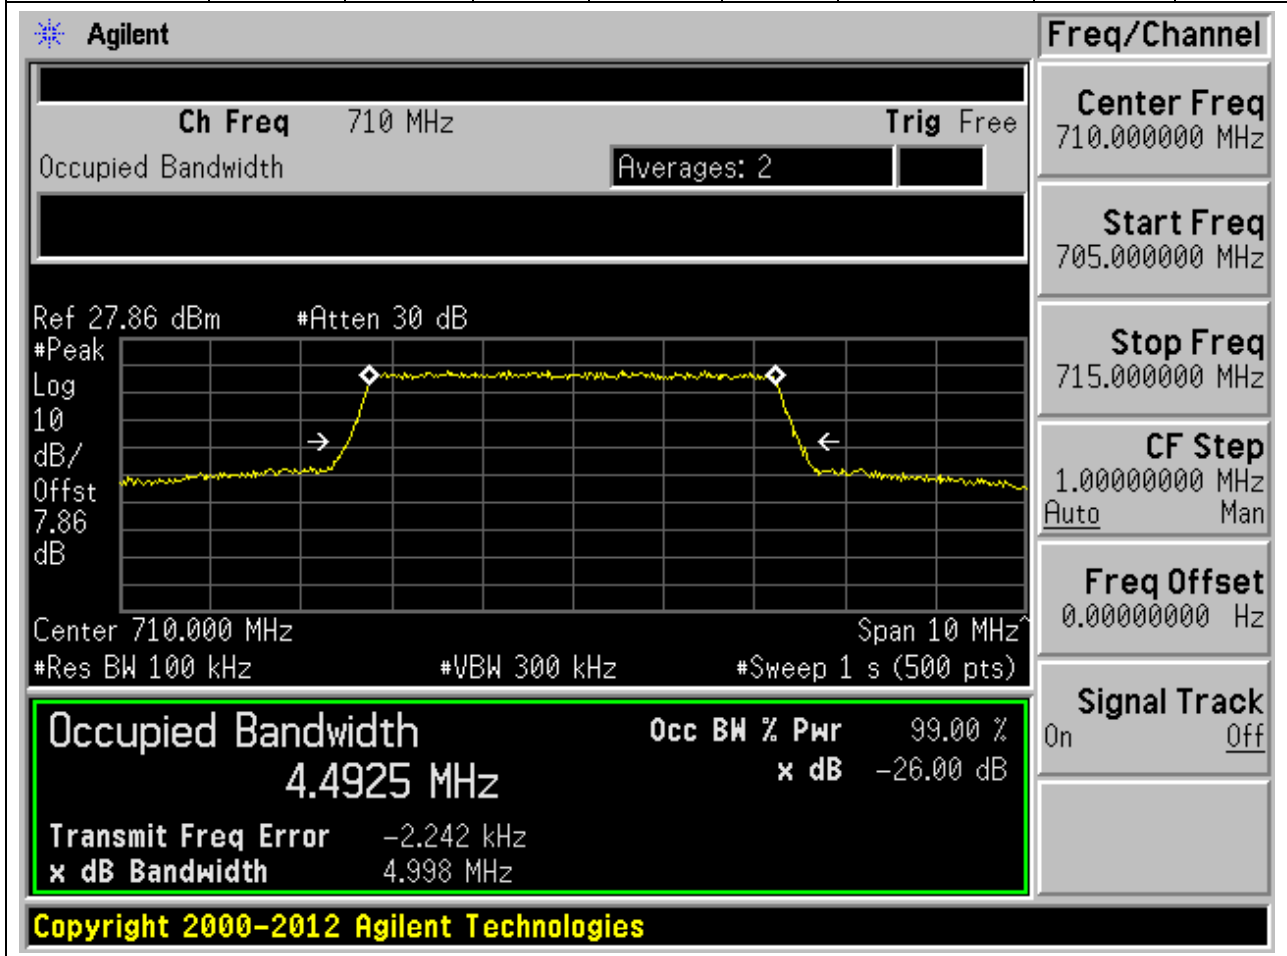 Agilent
Freq/Channel
Ch Freq 710 MHz Trig Free
Occupied Bandwidth Averages: 2
Center Freq
710.000000 MHz
Start Freq
705.000000 MHz
Stop Freq
715.000000 MHz
CF Step
1.00000000 MHz
Auto Man
Freq Offset
0.00000000 Hz
Signal Track
On Off
Ref 27.86 dBm #Atten 30 dB
#Peak
Log
10
dB/
Offst
7.86
dB
Center 710.000 MHz Span 10 MHz^
#Res BW 100 kHz #VBW 300 kHz #Sweep 1 s (500 pts)
Occupied Bandwidth
4.4925 MHz
Occ BW % Pwr 99.00 %
x dB -26.00 dB
Transmit Freq Error -2.242 kHz
x dB Bandwidth 4.998 MHz
Copyright 2000-2012 Agilent Technologies